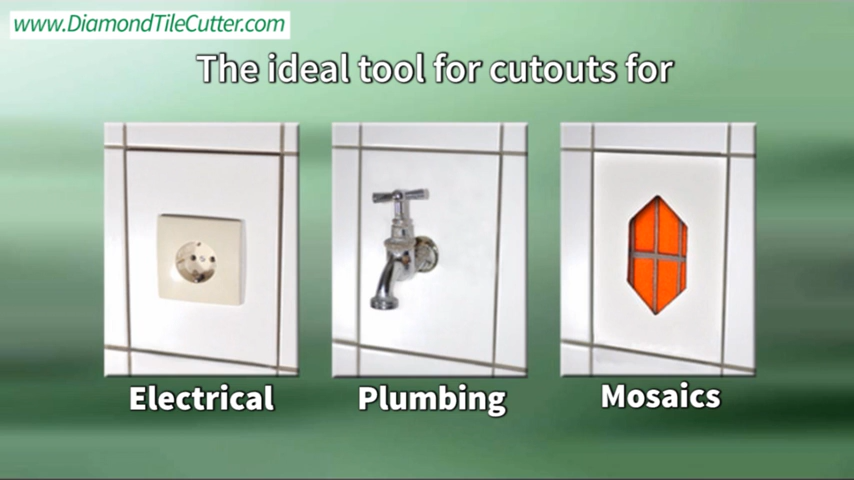 www.DiamondTileCutter.com
The ideal tool for cutouts for
Electrical
Plumbing
Mosaics